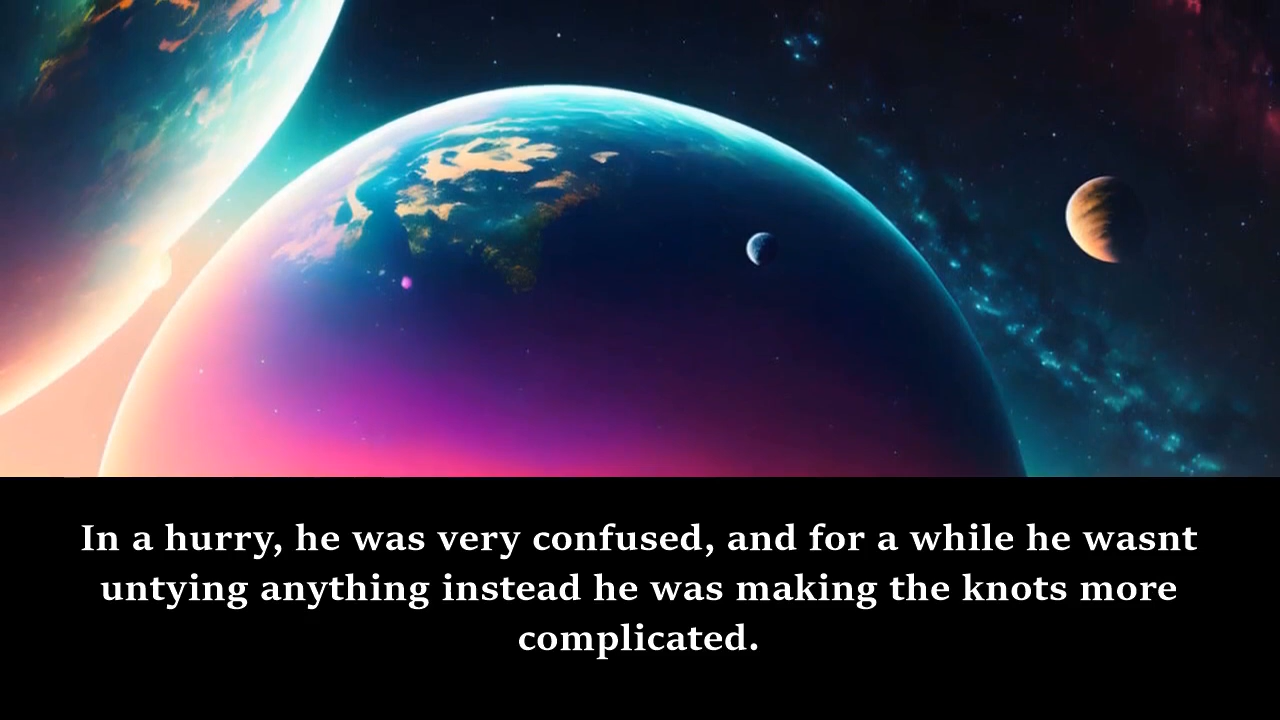 In a hurry, he was very confused, and for a while he wasnt
untying anything instead he was making the knots more
complicated.